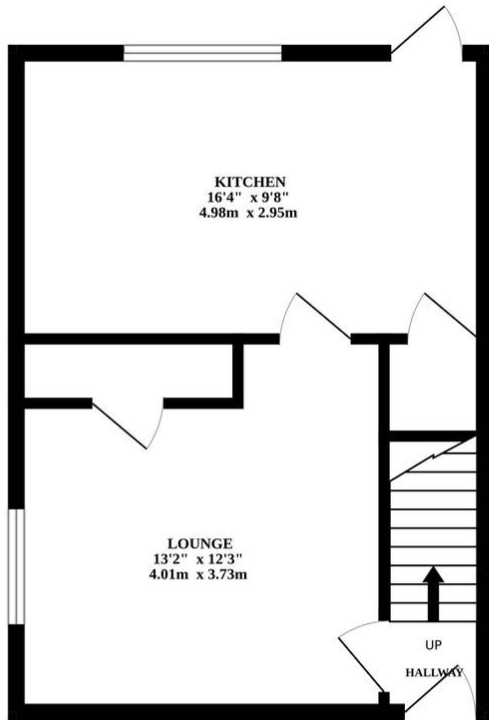 KITCHEN
16'4" x 9'8"
4.98m x 2.95m
LOUNGE
13'2" x 12'3"
4.01m x 3.73m
UP
HALLWAY